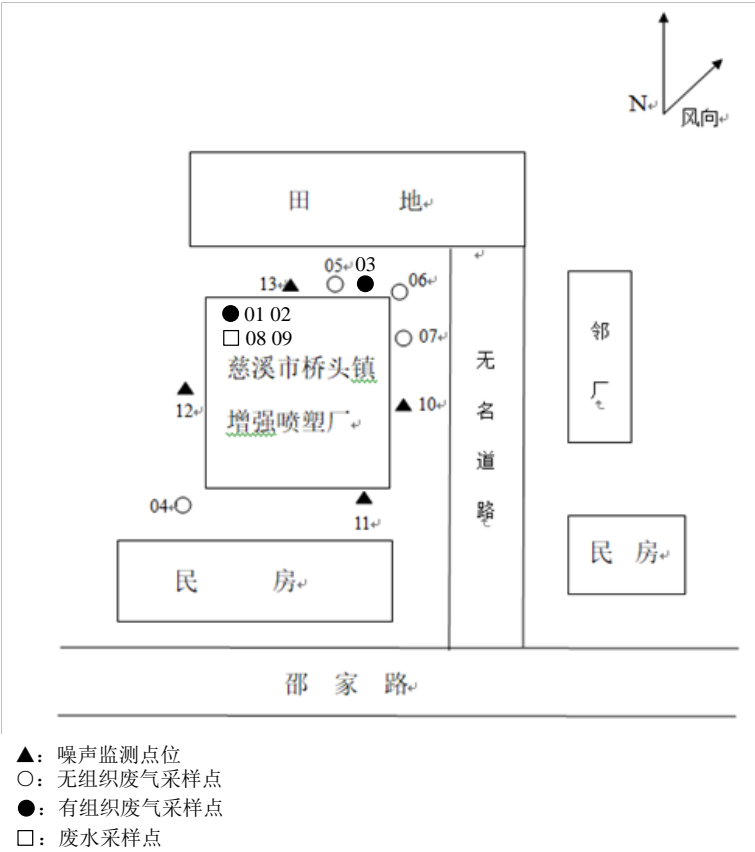 N
风向
田 地
05 03
13
06
01 02
08 09
07
慈溪市桥头镇
增强喷塑厂
12
10
04
11
无名道路
邻厂
民 房
民 房
邵 家 路
▲：噪声监测点位
○：无组织废气采样点
●：有组织废气采样点
□：废水采样点